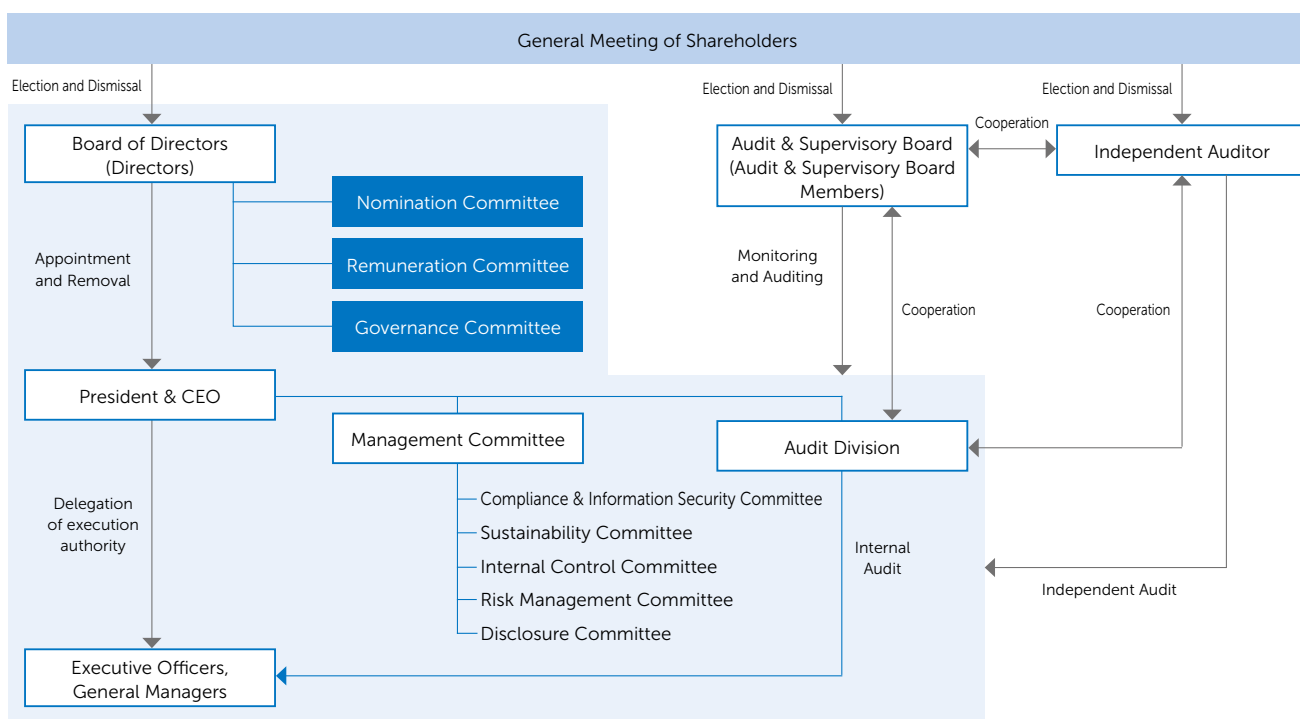 General Meeting of Shareholders
Election and Dismissal
Election and Dismissal
Election and Dismissal
Board of Directors
(Directors)
Audit & Supervisory Board
(Audit & Supervisory Board
Members)
Cooperation
Independent Auditor
Nomination Committee
Remuneration Committee
Governance Committee
Appointment
and Removal
Monitoring
and Auditing
Cooperation
Cooperation
President & CEO
Management Committee
Audit Division
Compliance & Information Security Committee
Sustainability Committee
Internal Control Committee
Risk Management Committee
Disclosure Committee
Delegation
of execution
authority
Internal
Audit
Independent Audit
Executive Officers,
General Managers